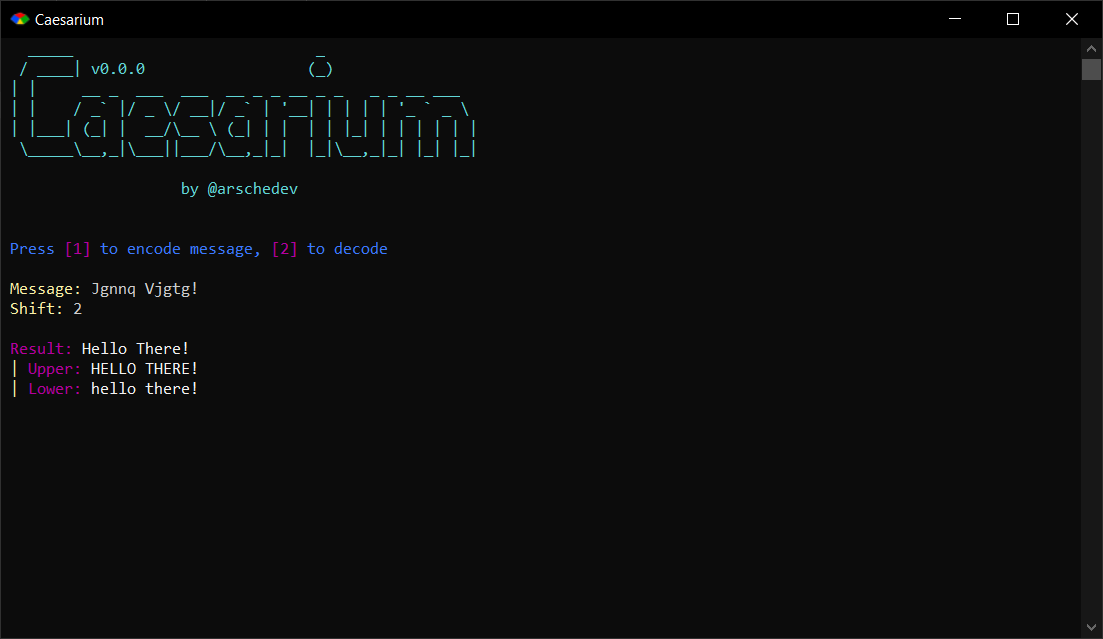 Caesarium
v0.0.0
Caesarium
by @arschedev
Press [1] to encode message, [2] to decode
Message: Jgnnq Vjgtg!
Shift: 2
Result: Hello There!
| Upper: HELLO THERE!
| Lower: hello there!